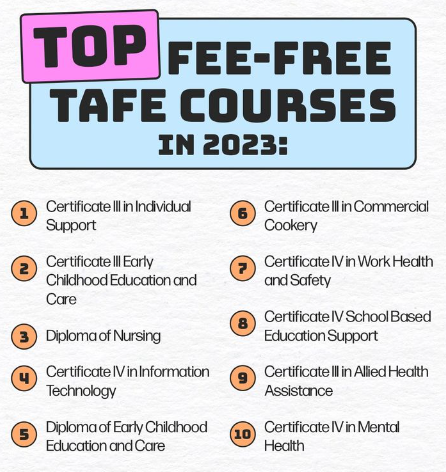 TOP FEE-FREE
TAFE COURSES
IN 2023:
1 Certificate III in Individual
Support
2 Certificate III Early
Childhood Education and
Care
3 Diploma of Nursing
4 Certificate IV in Information
Technology
5 Diploma of Early Childhood
Education and Care
6 Certificate III in Commercial
Cookery
7 Certificate IV in Work Health
and Safety
8 Certificate IV School Based
Education Support
9 Certificate III in Allied Health
Assistance
10 Certificate IV in Mental
Health